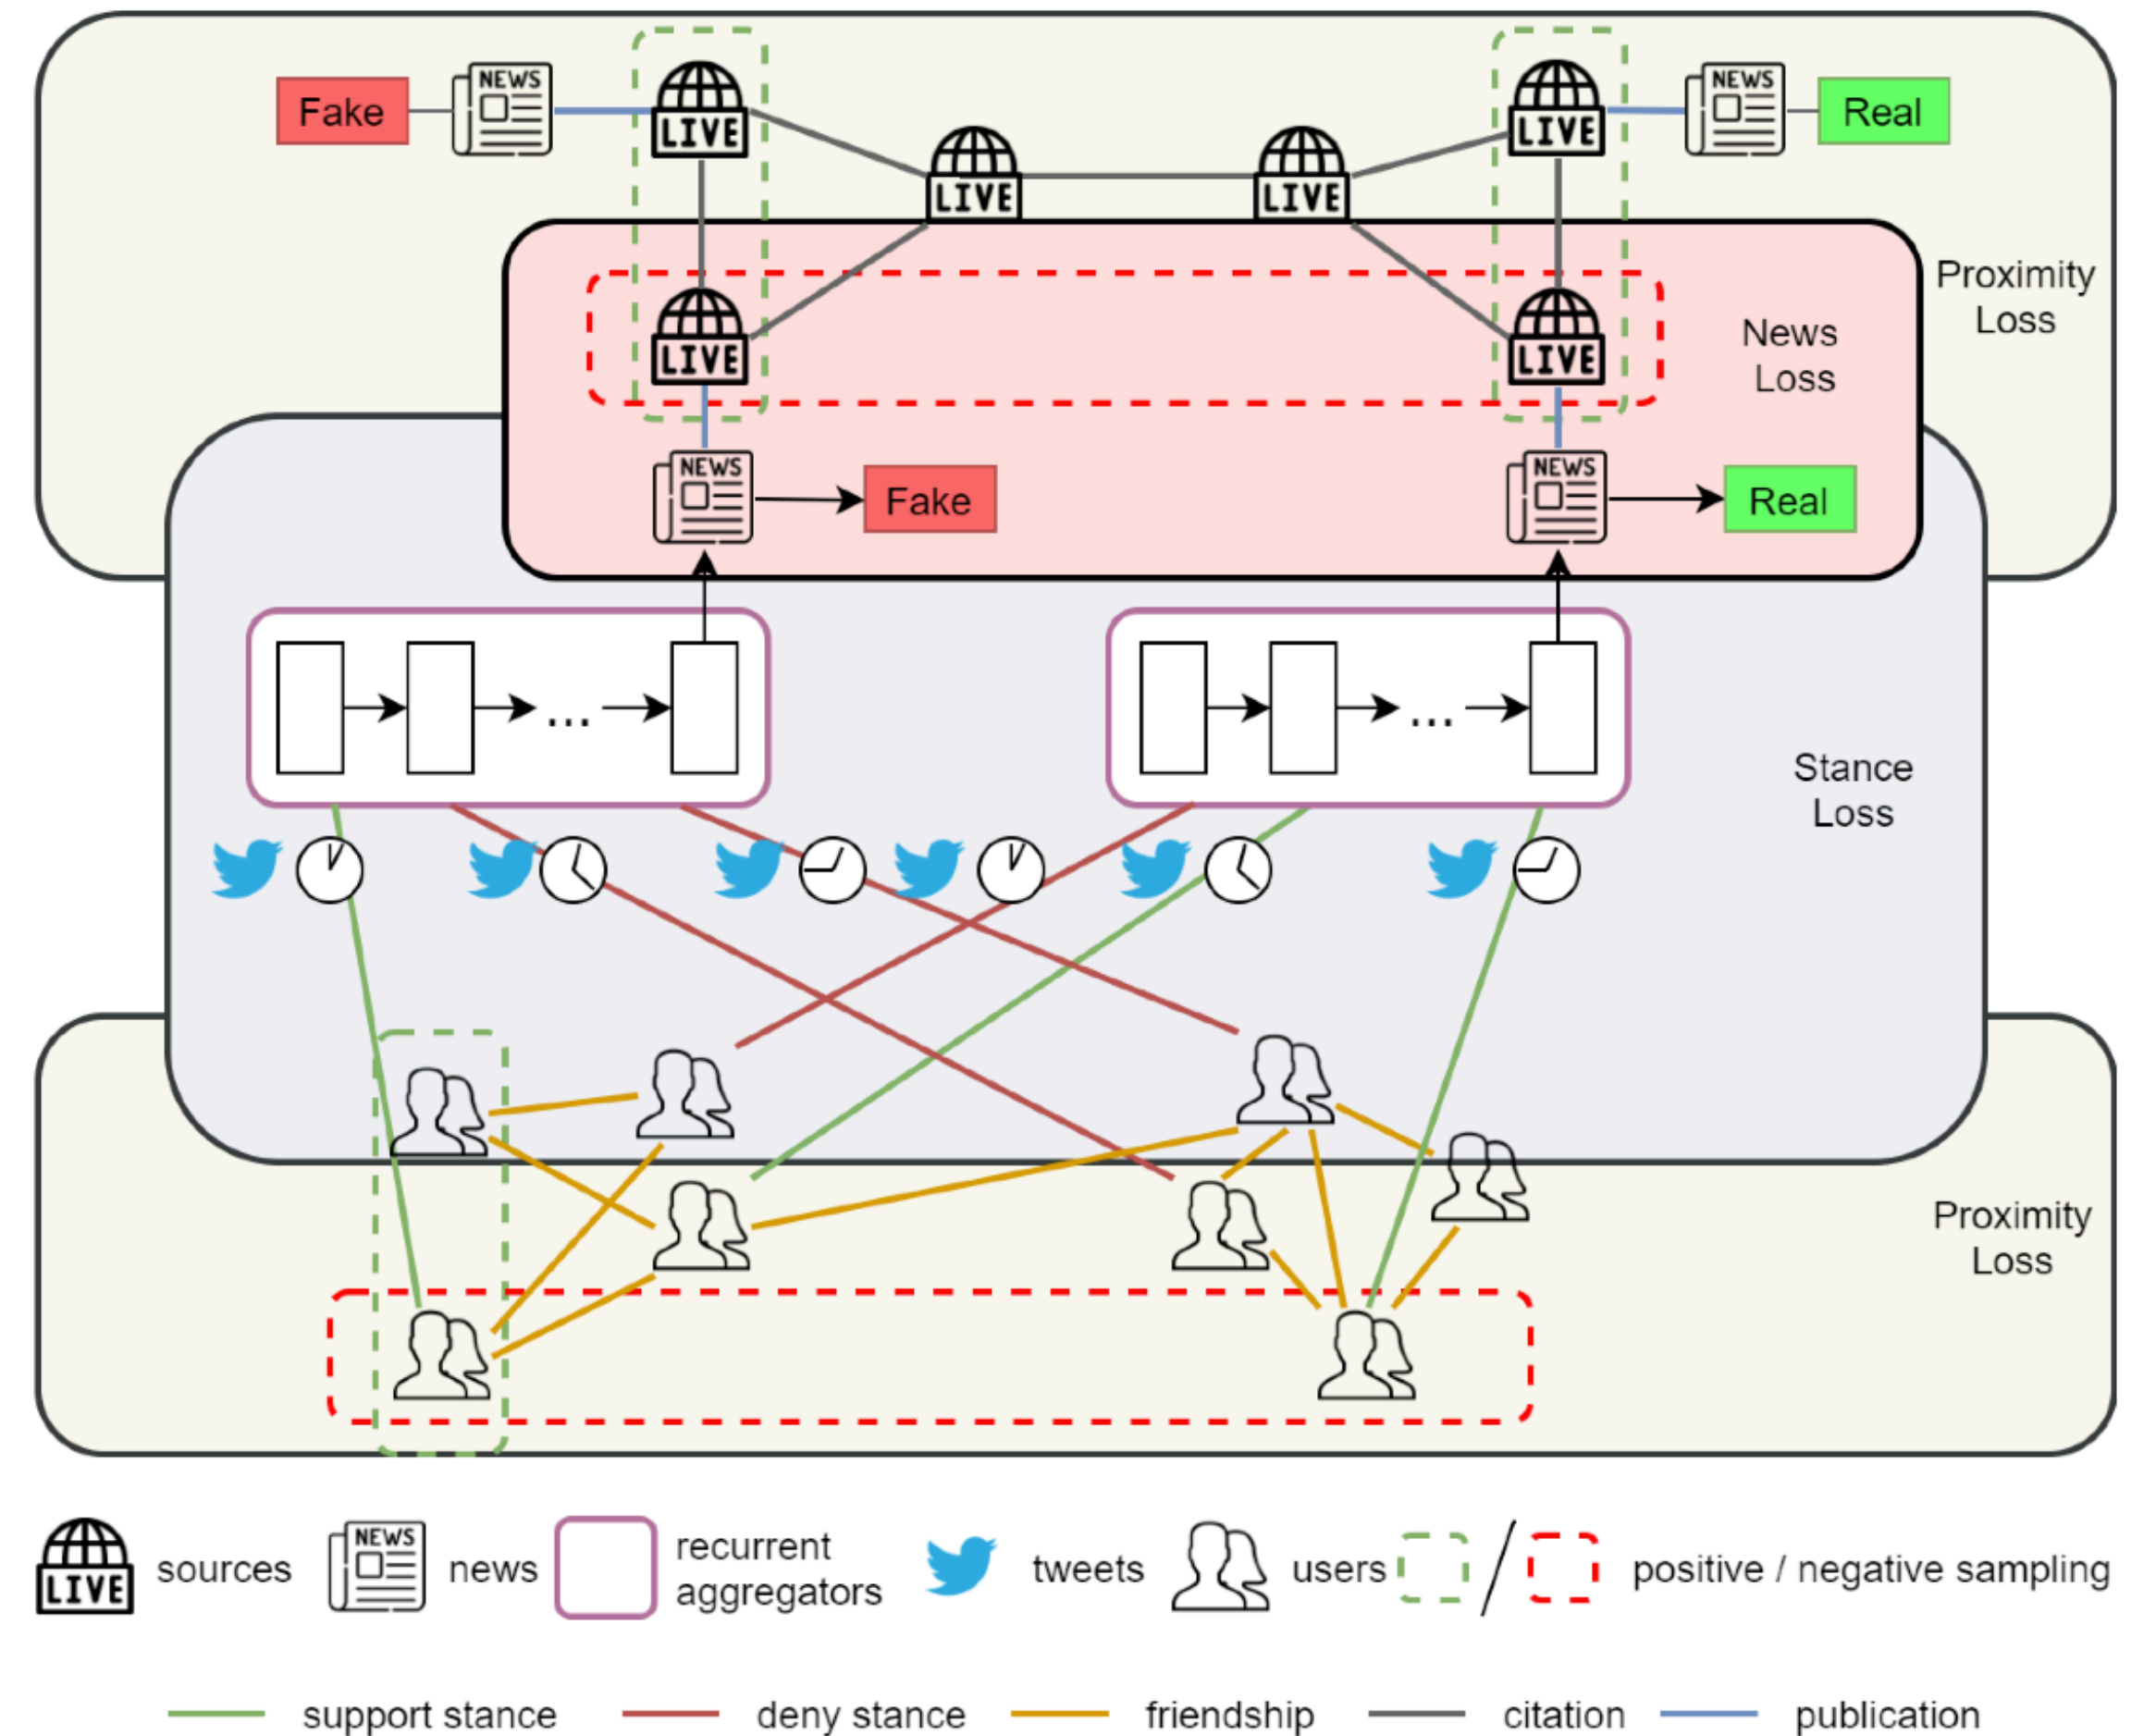 Fake
NEWS
LIVE
LIVE
NEWS
Real
LIVE
LIVE
Proximity
Loss
LIVE
LIVE
News
Loss
NEWS
Fake
NEWS
Real
...
...
Stance
Loss
Proximity
Loss
LIVE
sources
NEWS
news
recurrent
aggregators
tweets
users
/
positive / negative sampling
support stance
deny stance
friendship
citation
publication